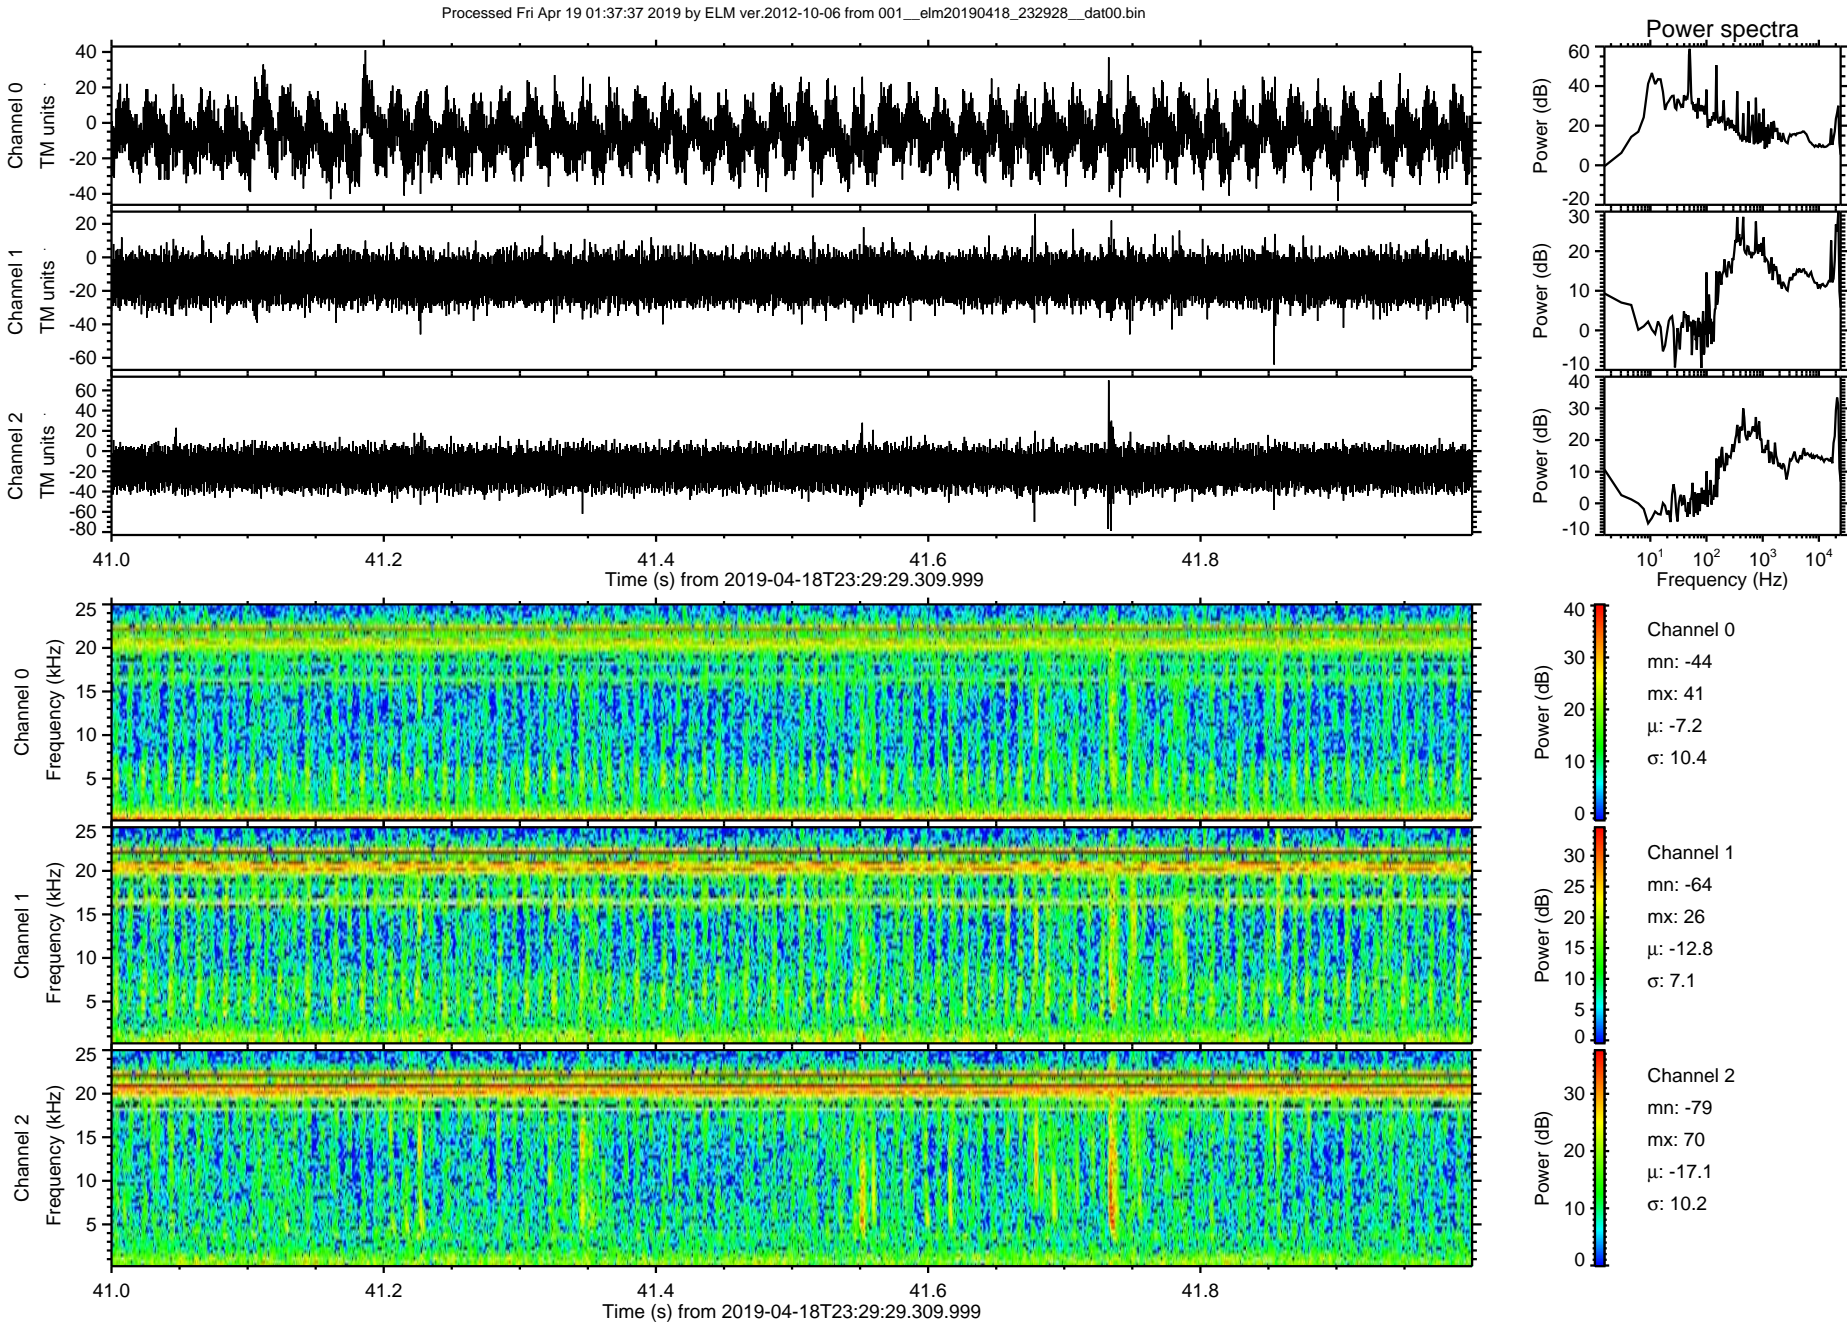 Processed Fri Apr 19 01:37:37 2019 by ELM ver.2012-10-06 from 001__elm20190418_232928__dat00.bin
Power spectra
Channel 0
TM units
40
20
0
-20
-40
Power (dB)
60
40
20
0
-20
Channel 1
TM units
20
0
-20
-40
-60
Power (dB)
30
20
10
0
-10
Channel 2
TM units
60
40
20
0
-20
-40
-60
-80
Power (dB)
40
30
20
10
0
-10
41.0 41.2 41.4 41.6 41.8
Time (s) from 2019-04-18T23:29:29.309.999
10^1 10^2 10^3 10^4
Frequency (Hz)
Channel 0
Frequency (kHz)
25
20
15
10
5
Power (dB)
40
30
20
10
0
Channel 0
mn: -44
mx: 41
μ: -7.2
σ: 10.4
Channel 1
Frequency (kHz)
25
20
15
10
5
Power (dB)
30
25
20
15
10
5
0
Channel 1
mn: -64
mx: 26
μ: -12.8
σ: 7.1
Channel 2
Frequency (kHz)
25
20
15
10
5
Power (dB)
30
20
10
0
Channel 2
mn: -79
mx: 70
μ: -17.1
σ: 10.2
41.0 41.2 41.4 41.6 41.8
Time (s) from 2019-04-18T23:29:29.309.999